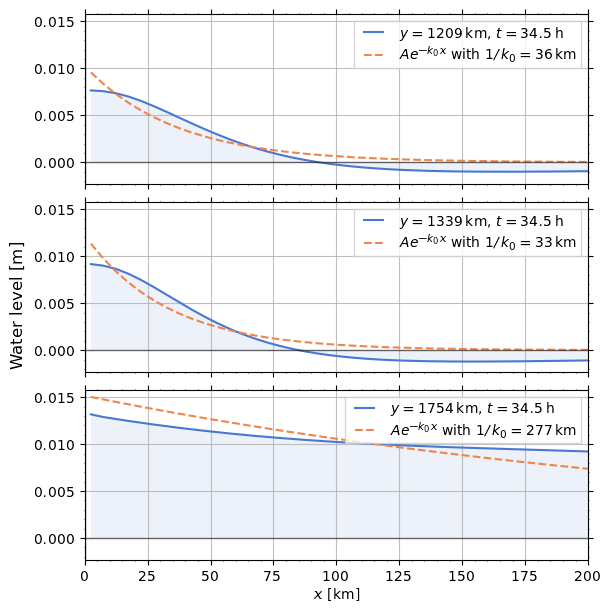 0.015
0.010
0.005
0.000
y = 1209 km, t = 34.5 h
Ae^{-k_0 x} with 1/k_0 = 36 km
0.015
0.010
0.005
0.000
y = 1339 km, t = 34.5 h
Ae^{-k_0 x} with 1/k_0 = 33 km
Water level [m]
0.015
0.010
0.005
0.000
y = 1754 km, t = 34.5 h
Ae^{-k_0 x} with 1/k_0 = 277 km
0 25 50 75 100 125 150 175 200
x [km]